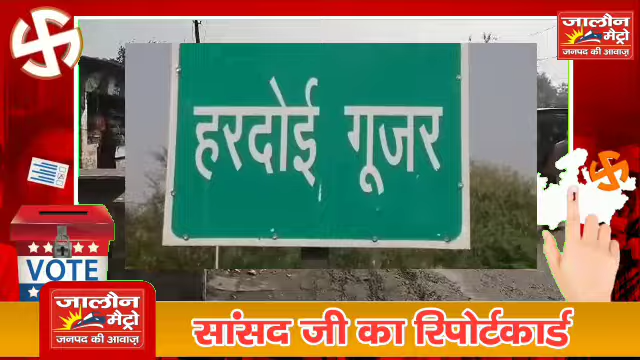 जालौन
मैट्रो
जनपद की आवाज़
हरदोई गूजर
VOTE
जालौन
मैट्रो
जनपद की आवाज़
सांसद जी का रिपोर्टकार्ड